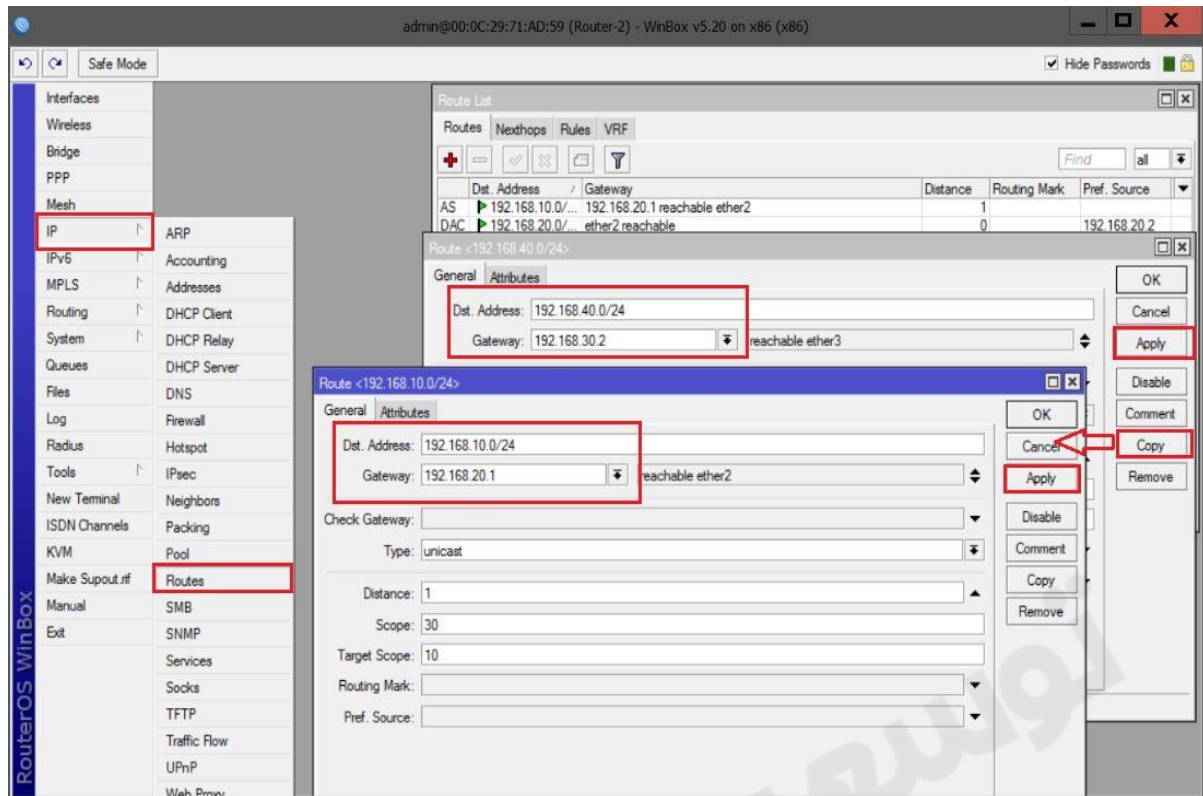 admin@00:0C:29:71:AD:59 (Router-2) - WinBox v5.20 on x86 (x86)
Safe Mode
Hide Passwords
RouterOS WinBox
Interfaces
Wireless
Bridge
PPP
Mesh
IP
IPv6
MPLS
Routing
System
Queues
Files
Log
Radius
Tools
New Terminal
ISDN Channels
KVM
Make Supout.rif
Manual
Exit
ARP
Accounting
Addresses
DHCP Client
DHCP Relay
DHCP Server
DNS
Firewall
Hotspot
IPsec
Neighbors
Packing
Pool
Routes
SMB
SNMP
Services
Socks
TFTP
Traffic Flow
UPnP
Web Proxy
Route List
Routes Nexthops Rules VRF
Find all
Dst. Address / Gateway Distance Routing Mark Pref. Source
AS 192.168.10.0/... 192.168.20.1 reachable ether2 1
DAC 192.168.20.0/... ether2 reachable 0 192.168.20.2
Route <192.168.40.0/24>
General Attributes
Dst. Address: 192.168.40.0/24
Gateway: 192.168.30.2 reachable ether3
OK
Cancel
Apply
Disable
Comment
Copy
Remove
Route <192.168.10.0/24>
General Attributes
Dst. Address: 192.168.10.0/24
Gateway: 192.168.20.1 reachable ether2
Check Gateway:
Type: unicast
Distance: 1
Scope: 30
Target Scope: 10
Routing Mark:
Pref. Source:
OK
Cancel
Apply
Disable
Comment
Copy
Remove